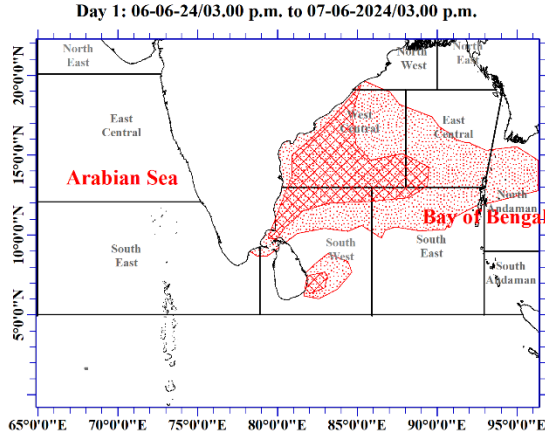 Day 1: 06-06-24/03.00 p.m. to 07-06-2024/03.00 p.m.
North
East
North
West
North
East
20°0'0"N
East
Central
West
Central
East
Central
15°0'0"N
Arabian Sea
North
Andaman
Bay of Bengal
10°0'0"N
South
East
South
West
South
East
South
Andaman
5°0'0"N
65°0'0"E 70°0'0"E 75°0'0"E 80°0'0"E 85°0'0"E 90°0'0"E 95°0'0"E